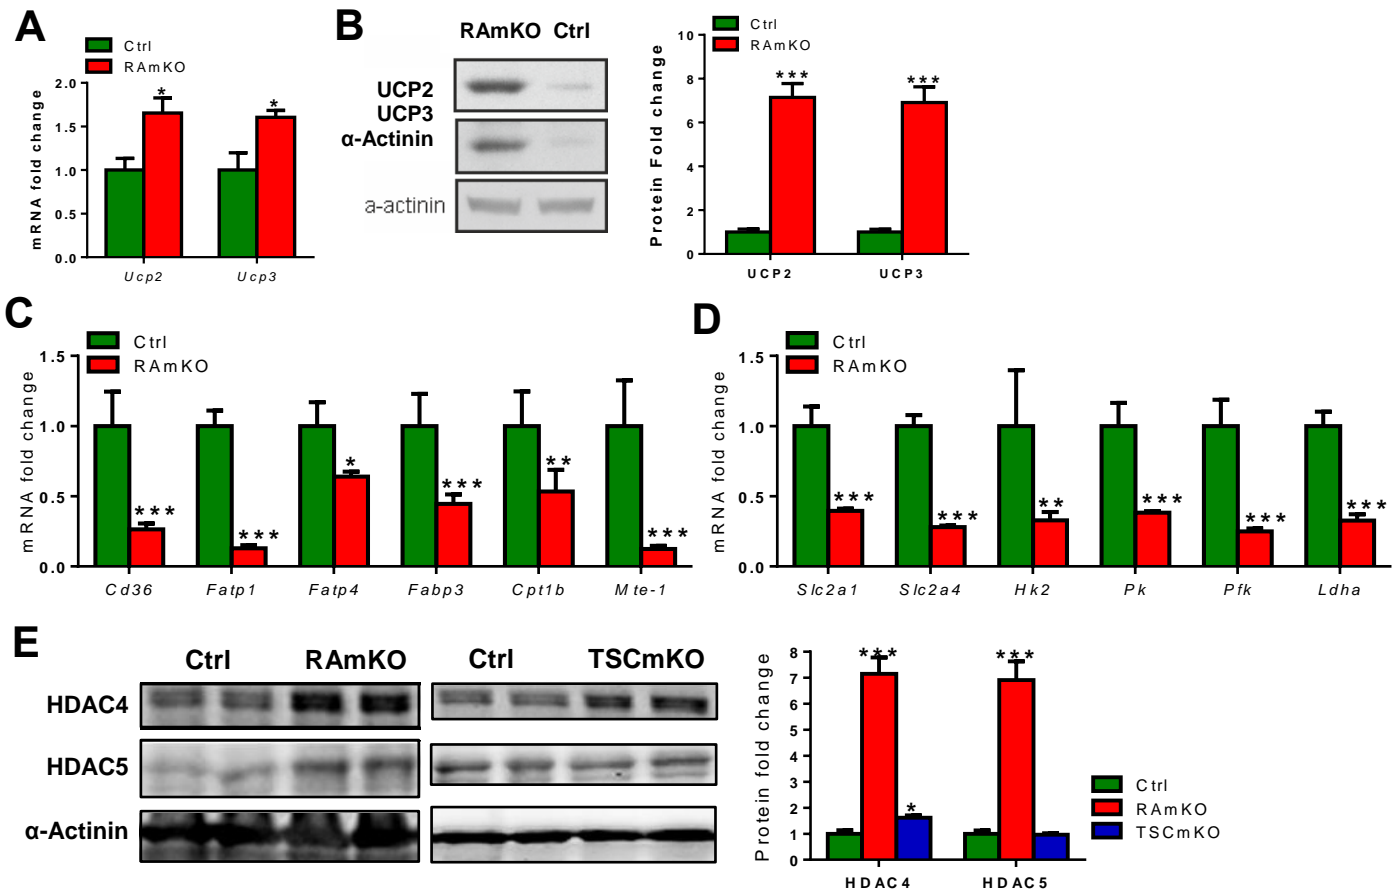 A
Ctrl
RAmKO
mRNA fold change
2.0
1.5
1.0
0.5
0.0
*
*
Ucp2
Ucp3
B
RAmKO Ctrl
UCP2
UCP3
α-Actinin
a-actinin
Ctrl
RAmKO
Protein Fold change
10
8
6
4
2
0
***
***
UCP2
UCP3
C
Ctrl
RAmKO
mRNA fold change
1.5
1.0
0.5
0.0
***
***
*
***
**
***
Cd36
Fatp1
Fatp4
Fabp3
Cpt1b
Mte-1
D
Ctrl
RAmKO
mRNA fold change
1.5
1.0
0.5
0.0
***
***
**
***
***
***
Slc2a1
Slc2a4
Hk2
Pk
Pfk
Ldha
E
Ctrl
RAmKO
Ctrl
TSCmKO
HDAC4
HDAC5
α-Actinin
Protein fold change
8
7
6
5
4
3
2
1
0
***
*
***
HDAC4
HDAC5
Ctrl
RAmKO
TSCmKO